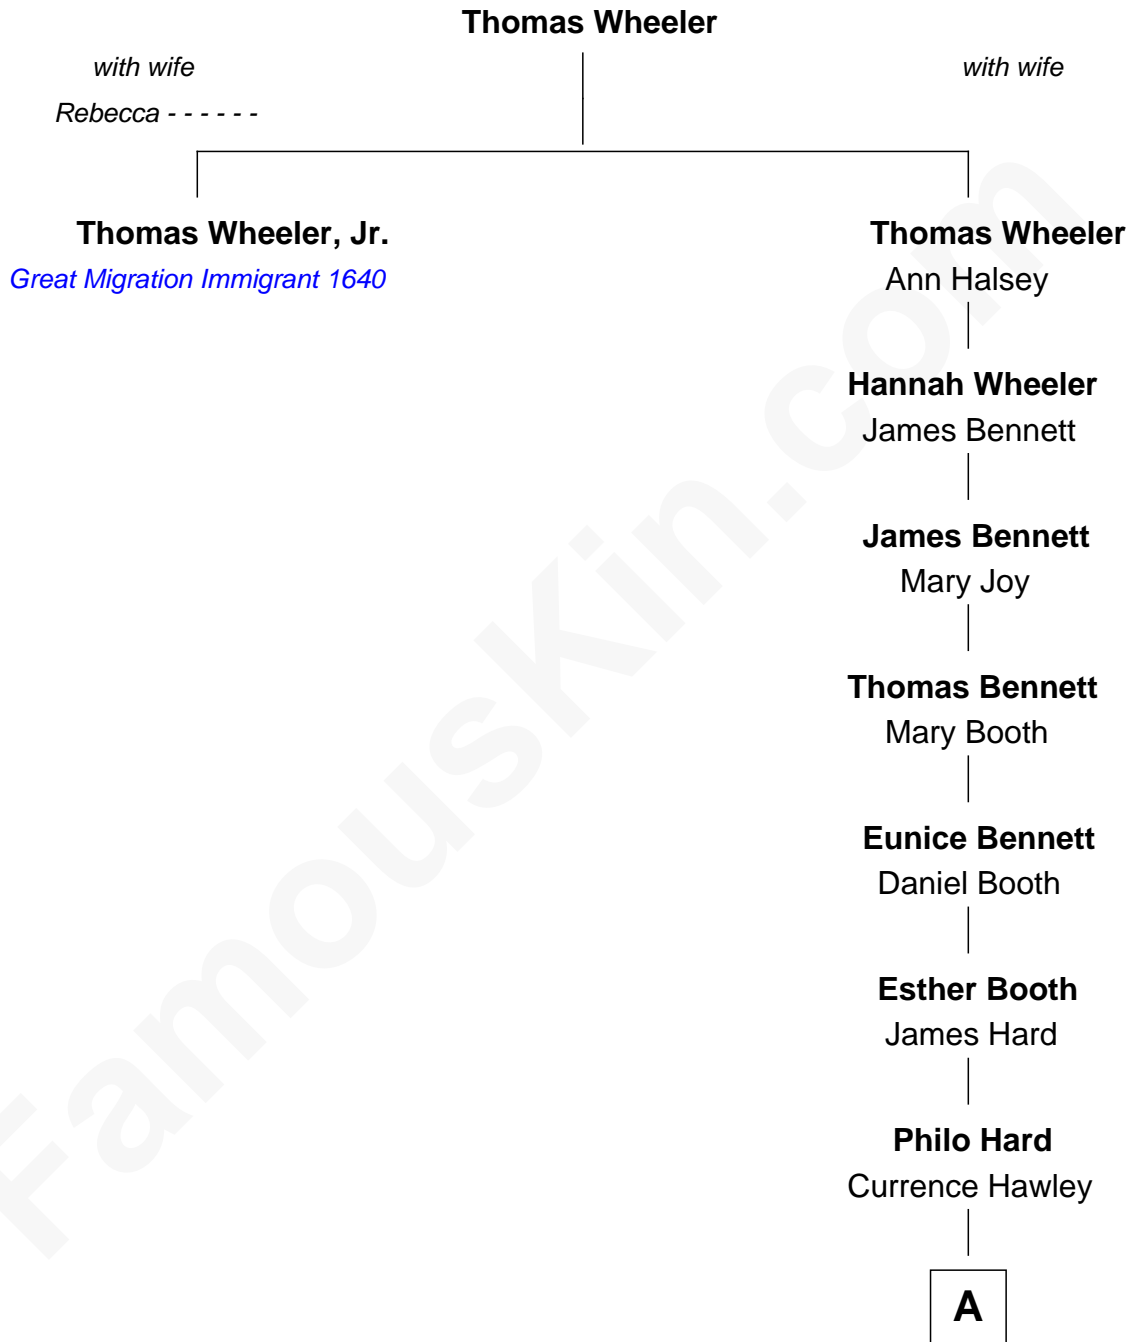 Thomas Wheeler
with wife
with wife
Rebecca - - - - - -
Thomas Wheeler, Jr.
Great Migration Immigrant 1640
Thomas Wheeler
Ann Halsey
Hannah Wheeler
James Bennett
James Bennett
Mary Joy
Thomas Bennett
Mary Booth
Eunice Bennett
Daniel Booth
Esther Booth
James Hard
Philo Hard
Currence Hawley
A
FamousKin.com